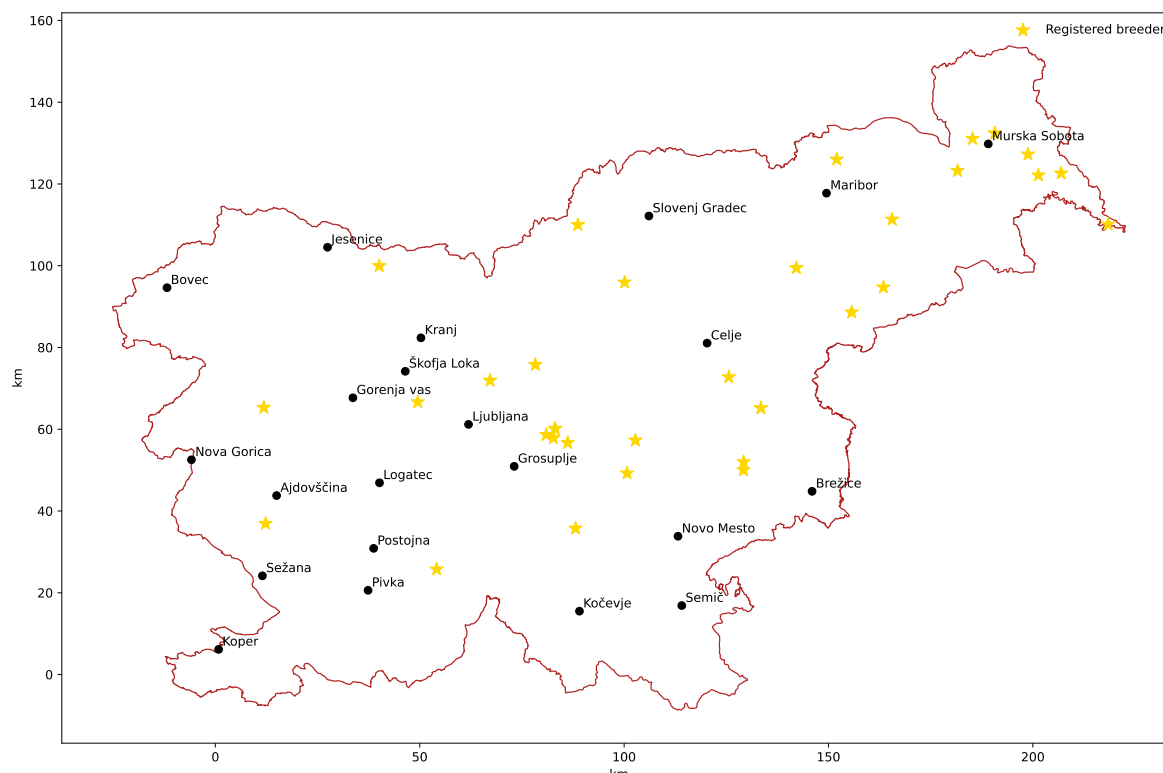 160
Registered breeder
140
Murska Sobota
120
Maribor
Slovenj Gradec
Jesenice
100
Bovec
Kranj
Celje
80
Škofja Loka
Gorenja vas
Ljubljana
60
Nova Gorica
Grosuplje
Logatec
Ajdovščina
Brežice
40
Novo Mesto
Postojna
Sežana
Pivka
20
Kočevje
Semič
Koper
0
km
0
50
100
150
200
km